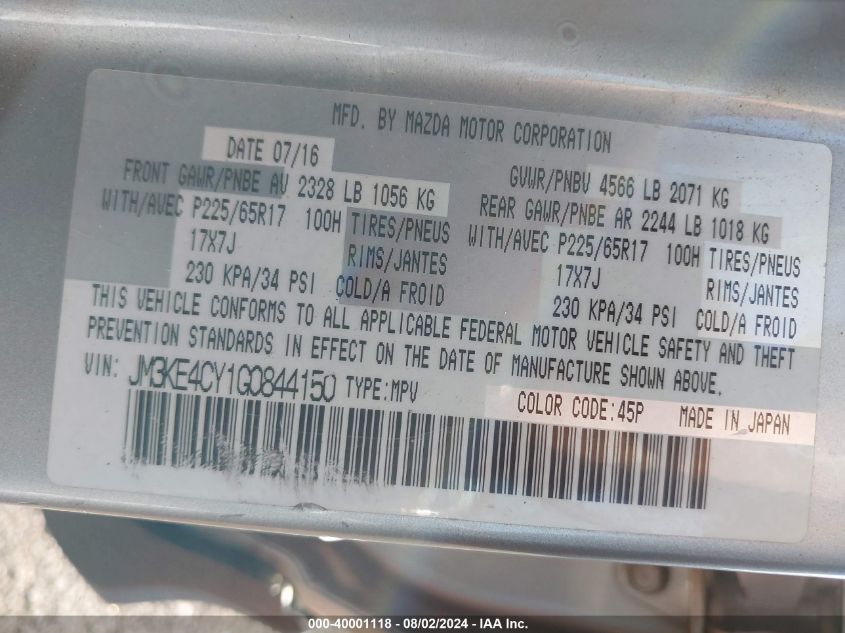 MFD. BY MAZDA MOTOR CORPORATION
DATE 07/16
GVWR/PNBV 4566 LB 2071 KG
FRONT GAWR/PNBE AV 2328 LB 1056 KG
REAR GAWR/PNBE AR 2244 LB 1018 KG
WITH/AVEC P225/65R17 100H TIRES/PNEUS
17X7J RIMS/JANTES
230 KPA/34 PSI COLD/A FROID
WITH/AVEC P225/65R17 100H TIRES/PNEUS
17X7J RIMS/JANTES
230 KPA/34 PSI COLD/A FROID
THIS VEHICLE CONFORMS TO ALL APPLICABLE FEDERAL MOTOR VEHICLE SAFETY AND THEFT
PREVENTION STANDARDS IN EFFECT ON THE DATE OF MANUFACTURE SHOWN ABOVE.
VIN: JM3KE4CY1G0844150 TYPE:MPV
COLOR CODE:45P MADE IN JAPAN
000-40001118 - 08/02/2024 - IAA Inc.